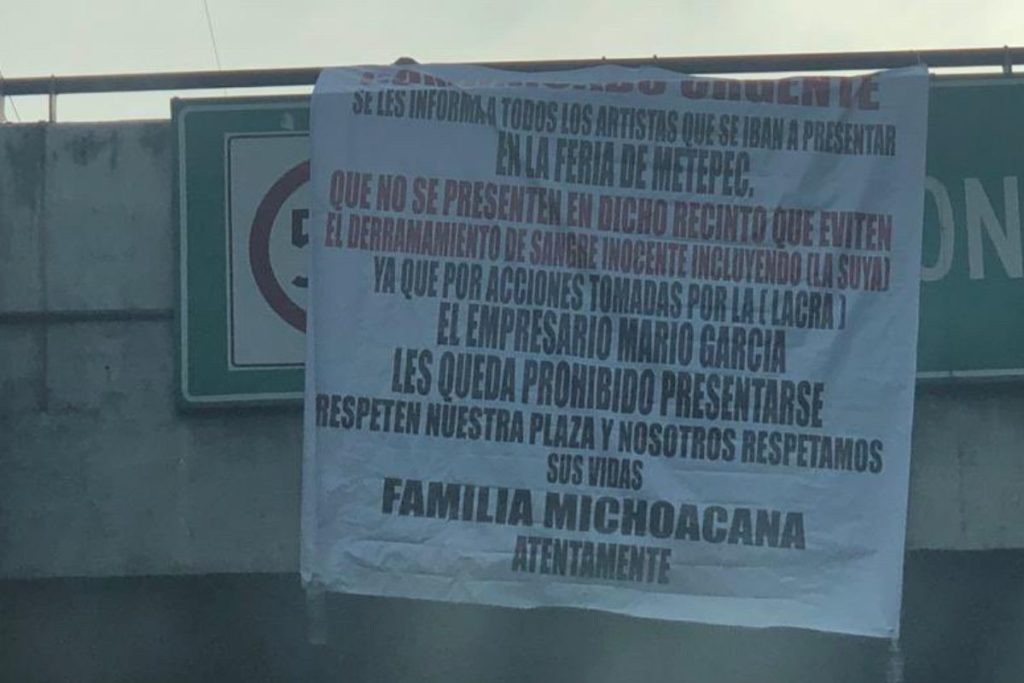 URGENTE
SE LES INFORMA A TODOS LOS ARTISTAS QUE SE IBAN A PRESENTAR
EN LA FERIA DE METEPEC.
QUE NO SE PRESENTEN EN DICHO RECINTO QUE EVITEN
EL DERRAMAMIENTO DE SANGRE INOCENTE INCLUYENDO (LA SUYA)
YA QUE POR ACCIONES TOMADAS POR LA ( LACRA )
EL EMPRESARIO MARIO GARCIA
LES QUEDA PROHIBIDO PRESENTARSE
RESPETEN NUESTRA PLAZA Y NOSOTROS RESPETAMOS
SUS VIDAS
FAMILIA MICHOACANA
ATENTAMENTE